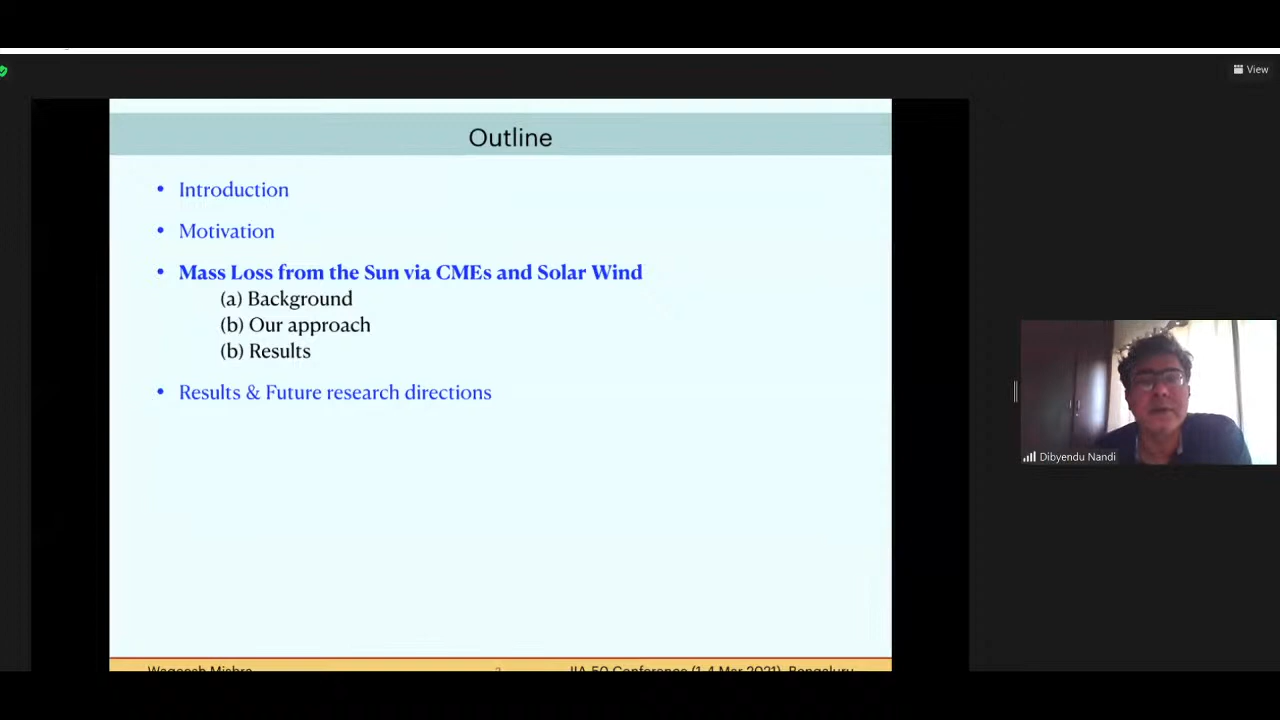 View
Outline
• Introduction
• Motivation
• Mass Loss from the Sun via CMEs and Solar Wind
(a) Background
(b) Our approach
(b) Results
• Results & Future research directions
Dibyendu Nandi
Wageesh Mishra
IIA 50 Conference (1-4 Mar 2021), Bengaluru